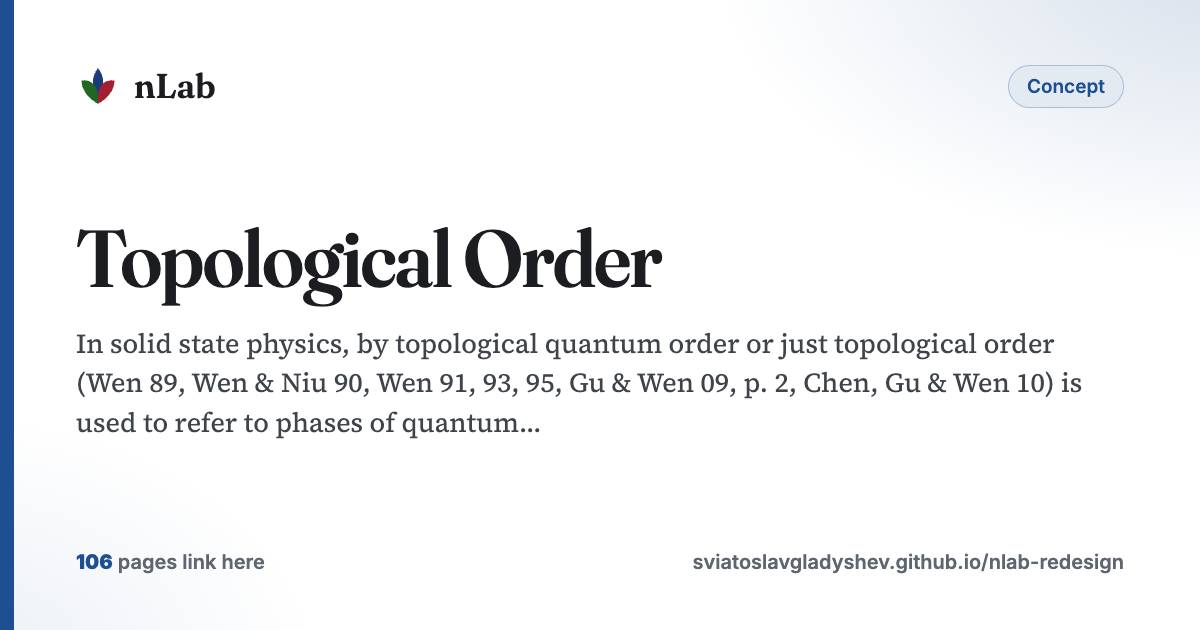 nLab
Concept
Topological Order
In solid state physics, by topological quantum order or just topological order
(Wen 89, Wen & Niu 90, Wen 91, 93, 95, Gu & Wen 09, p. 2, Chen, Gu & Wen 10) is
used to refer to phases of quantum...
106 pages link here
sviatoslavgladyshev.github.io/nlab-redesign